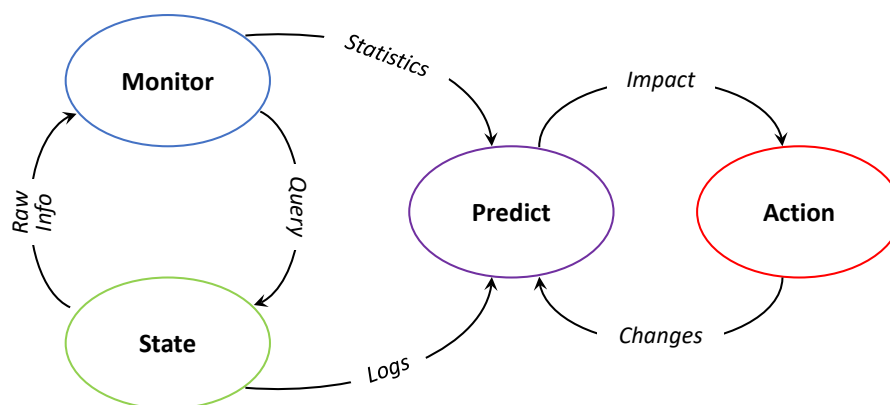 Monitor
Statistics
Impact
Raw
Info
Query
Predict
Action
State
Logs
Changes